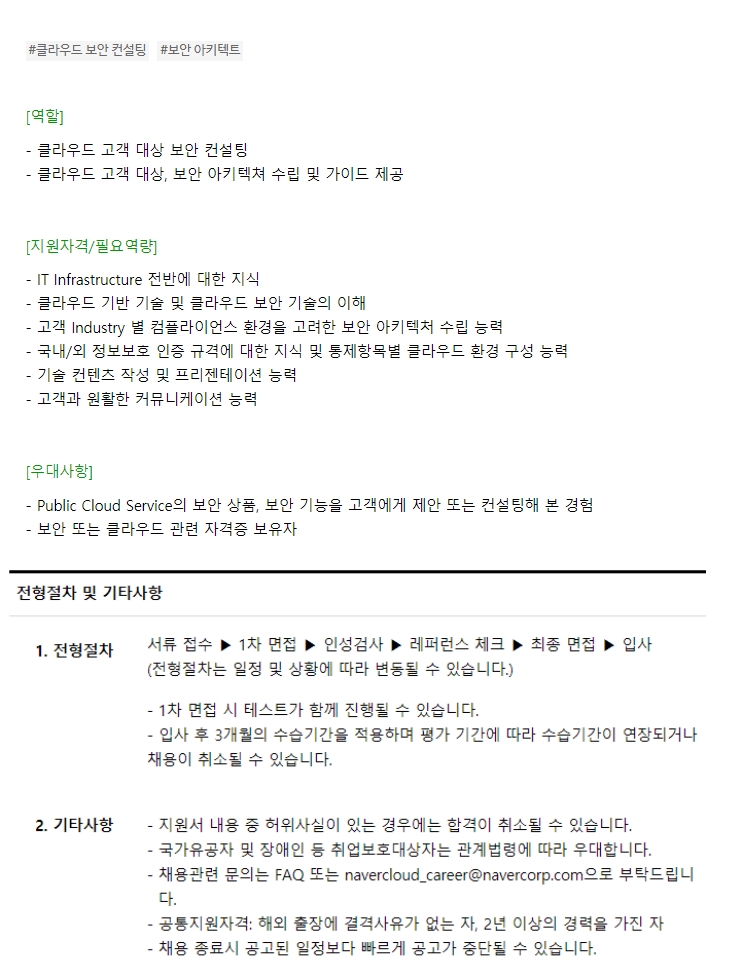 #클라우드 보안 컨설팅 #보안 아키텍트
[역할]
- 클라우드 고객 대상 보안 컨설팅
- 클라우드 고객 대상, 보안 아키텍쳐 수립 및 가이드 제공
[지원자격/필요역량]
- IT Infrastructure 전반에 대한 지식
- 클라우드 기반 기술 및 클라우드 보안 기술의 이해
- 고객 Industry 별 컴플라이언스 환경을 고려한 보안 아키텍처 수립 능력
- 국내/외 정보보호 인증 규격에 대한 지식 및 통제항목별 클라우드 환경 구성 능력
- 기술 컨텐츠 작성 및 프리젠테이션 능력
- 고객과 원활한 커뮤니케이션 능력
[우대사항]
- Public Cloud Service의 보안 상품, 보안 기능을 고객에게 제안 또는 컨설팅해 본 경험
- 보안 또는 클라우드 관련 자격증 보유자
전형절차 및 기타사항
1. 전형절차
서류 접수 ▶ 1차 면접 ▶ 인성검사 ▶ 레퍼런스 체크 ▶ 최종 면접 ▶ 입사
(전형절차는 일정 및 상황에 따라 변동될 수 있습니다.)
- 1차 면접 시 테스트가 함께 진행될 수 있습니다.
- 입사 후 3개월의 수습기간을 적용하며 평가 기간에 따라 수습기간이 연장되거나
채용이 취소될 수 있습니다.
2. 기타사항
- 지원서 내용 중 허위사실이 있는 경우에는 합격이 취소될 수 있습니다.
- 국가유공자 및 장애인 등 취업보호대상자는 관계법령에 따라 우대합니다.
- 채용관련 문의는 FAQ 또는 navercloud_career@navercorp.com으로 부탁드립니
다.
- 공통지원자격: 해외 출장에 결격사유가 없는 자, 2년 이상의 경력을 가진 자
- 채용 종료시 공고된 일정보다 빠르게 공고가 중단될 수 있습니다.